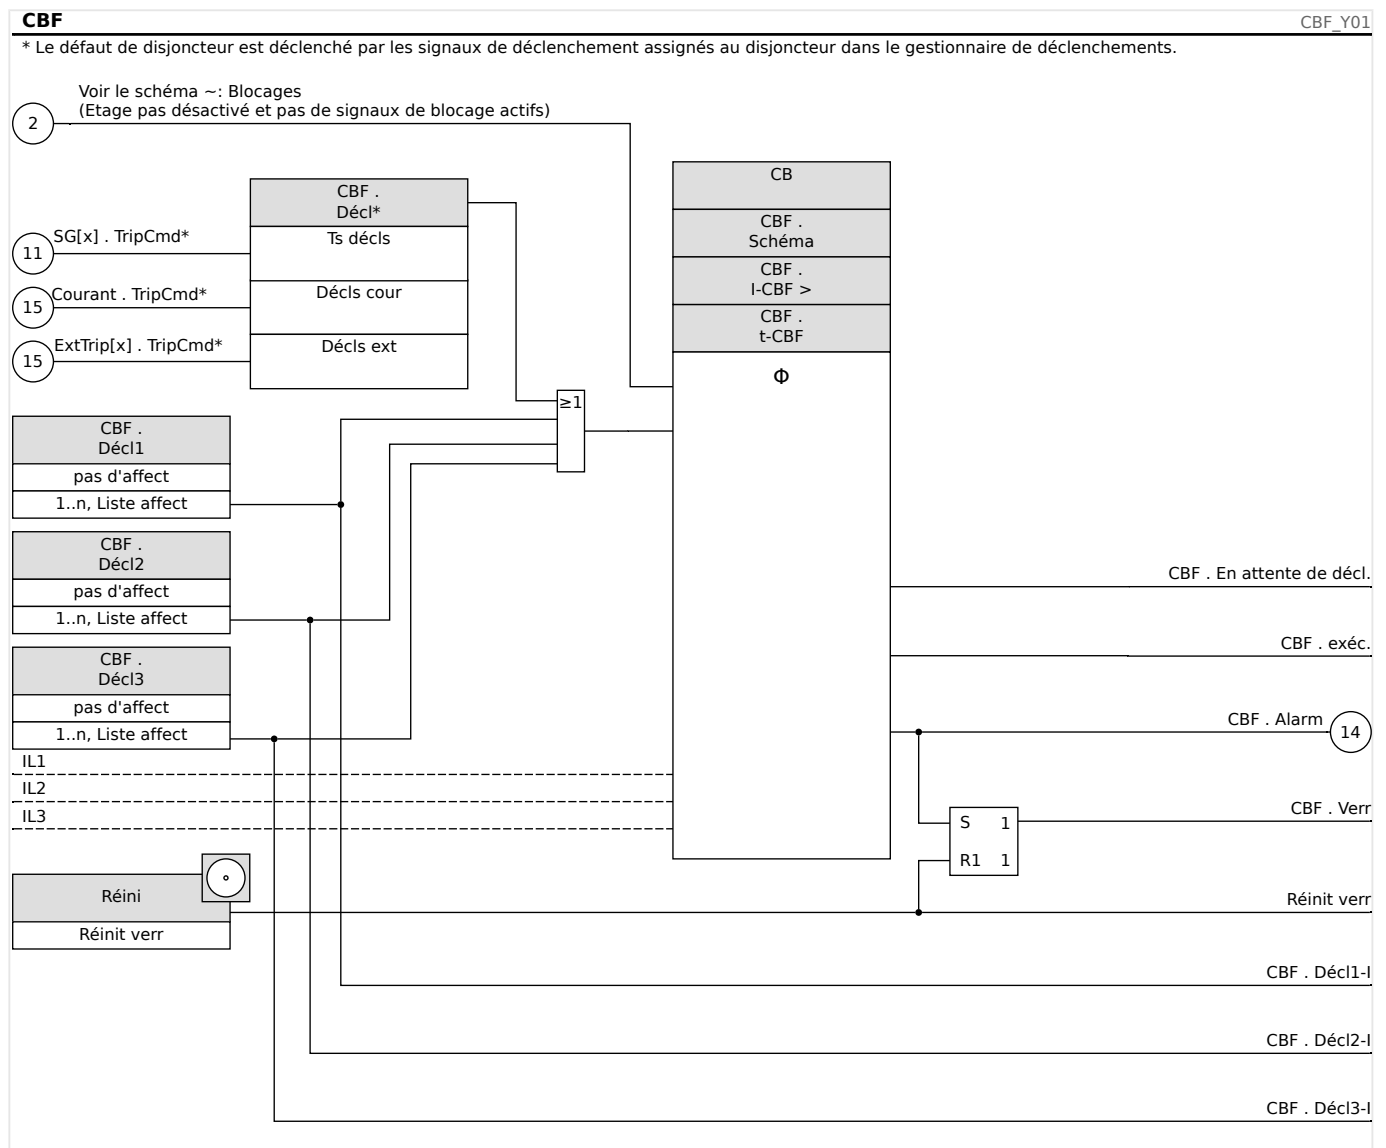 CBF
CBF_Y01
* Le défaut de disjoncteur est déclenché par les signaux de déclenchement assignés au disjoncteur dans le gestionnaire de déclenchements.
Voir le schéma ~: Blocages
(Etage pas désactivé et pas de signaux de blocage actifs)
2
CBF .
Décl*
Ts décls
Décls cour
Décls ext
SG[x] . TripCmd*
11
Courant . TripCmd*
15
ExtTrip[x] . TripCmd*
15
CB
CBF .
Schéma
CBF .
I-CBF >
CBF .
t-CBF
Φ
≥1
CBF .
Décl1
pas d'affect
1..n, Liste affect
CBF .
Décl2
pas d'affect
1..n, Liste affect
CBF .
Décl3
pas d'affect
1..n, Liste affect
IL1
IL2
IL3
CBF . En attente de décl.
CBF . exéc.
CBF . Alarm
14
S 1
R1 1
CBF . Verr
Réini
Réinit verr
Réinit verr
CBF . Décl1-I
CBF . Décl2-I
CBF . Décl3-I